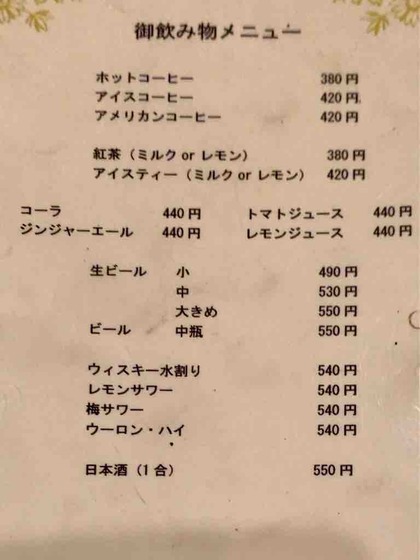 御飲み物メニュー
ホットコーヒー 380円
アイスコーヒー 420円
アメリカンコーヒー 420円
紅茶（ミルク or レモン） 380円
アイスティー（ミルク or レモン） 420円
コーラ 440円 トマトジュース 440円
ジンジャーエール 440円 レモンジュース 440円
生ビール 小 490円
中 530円
大きめ 550円
ビール 中瓶 550円
ウィスキー水割り 540円
レモンサワー 540円
梅サワー 540円
ウーロン・ハイ 540円
日本酒（1合） 550円